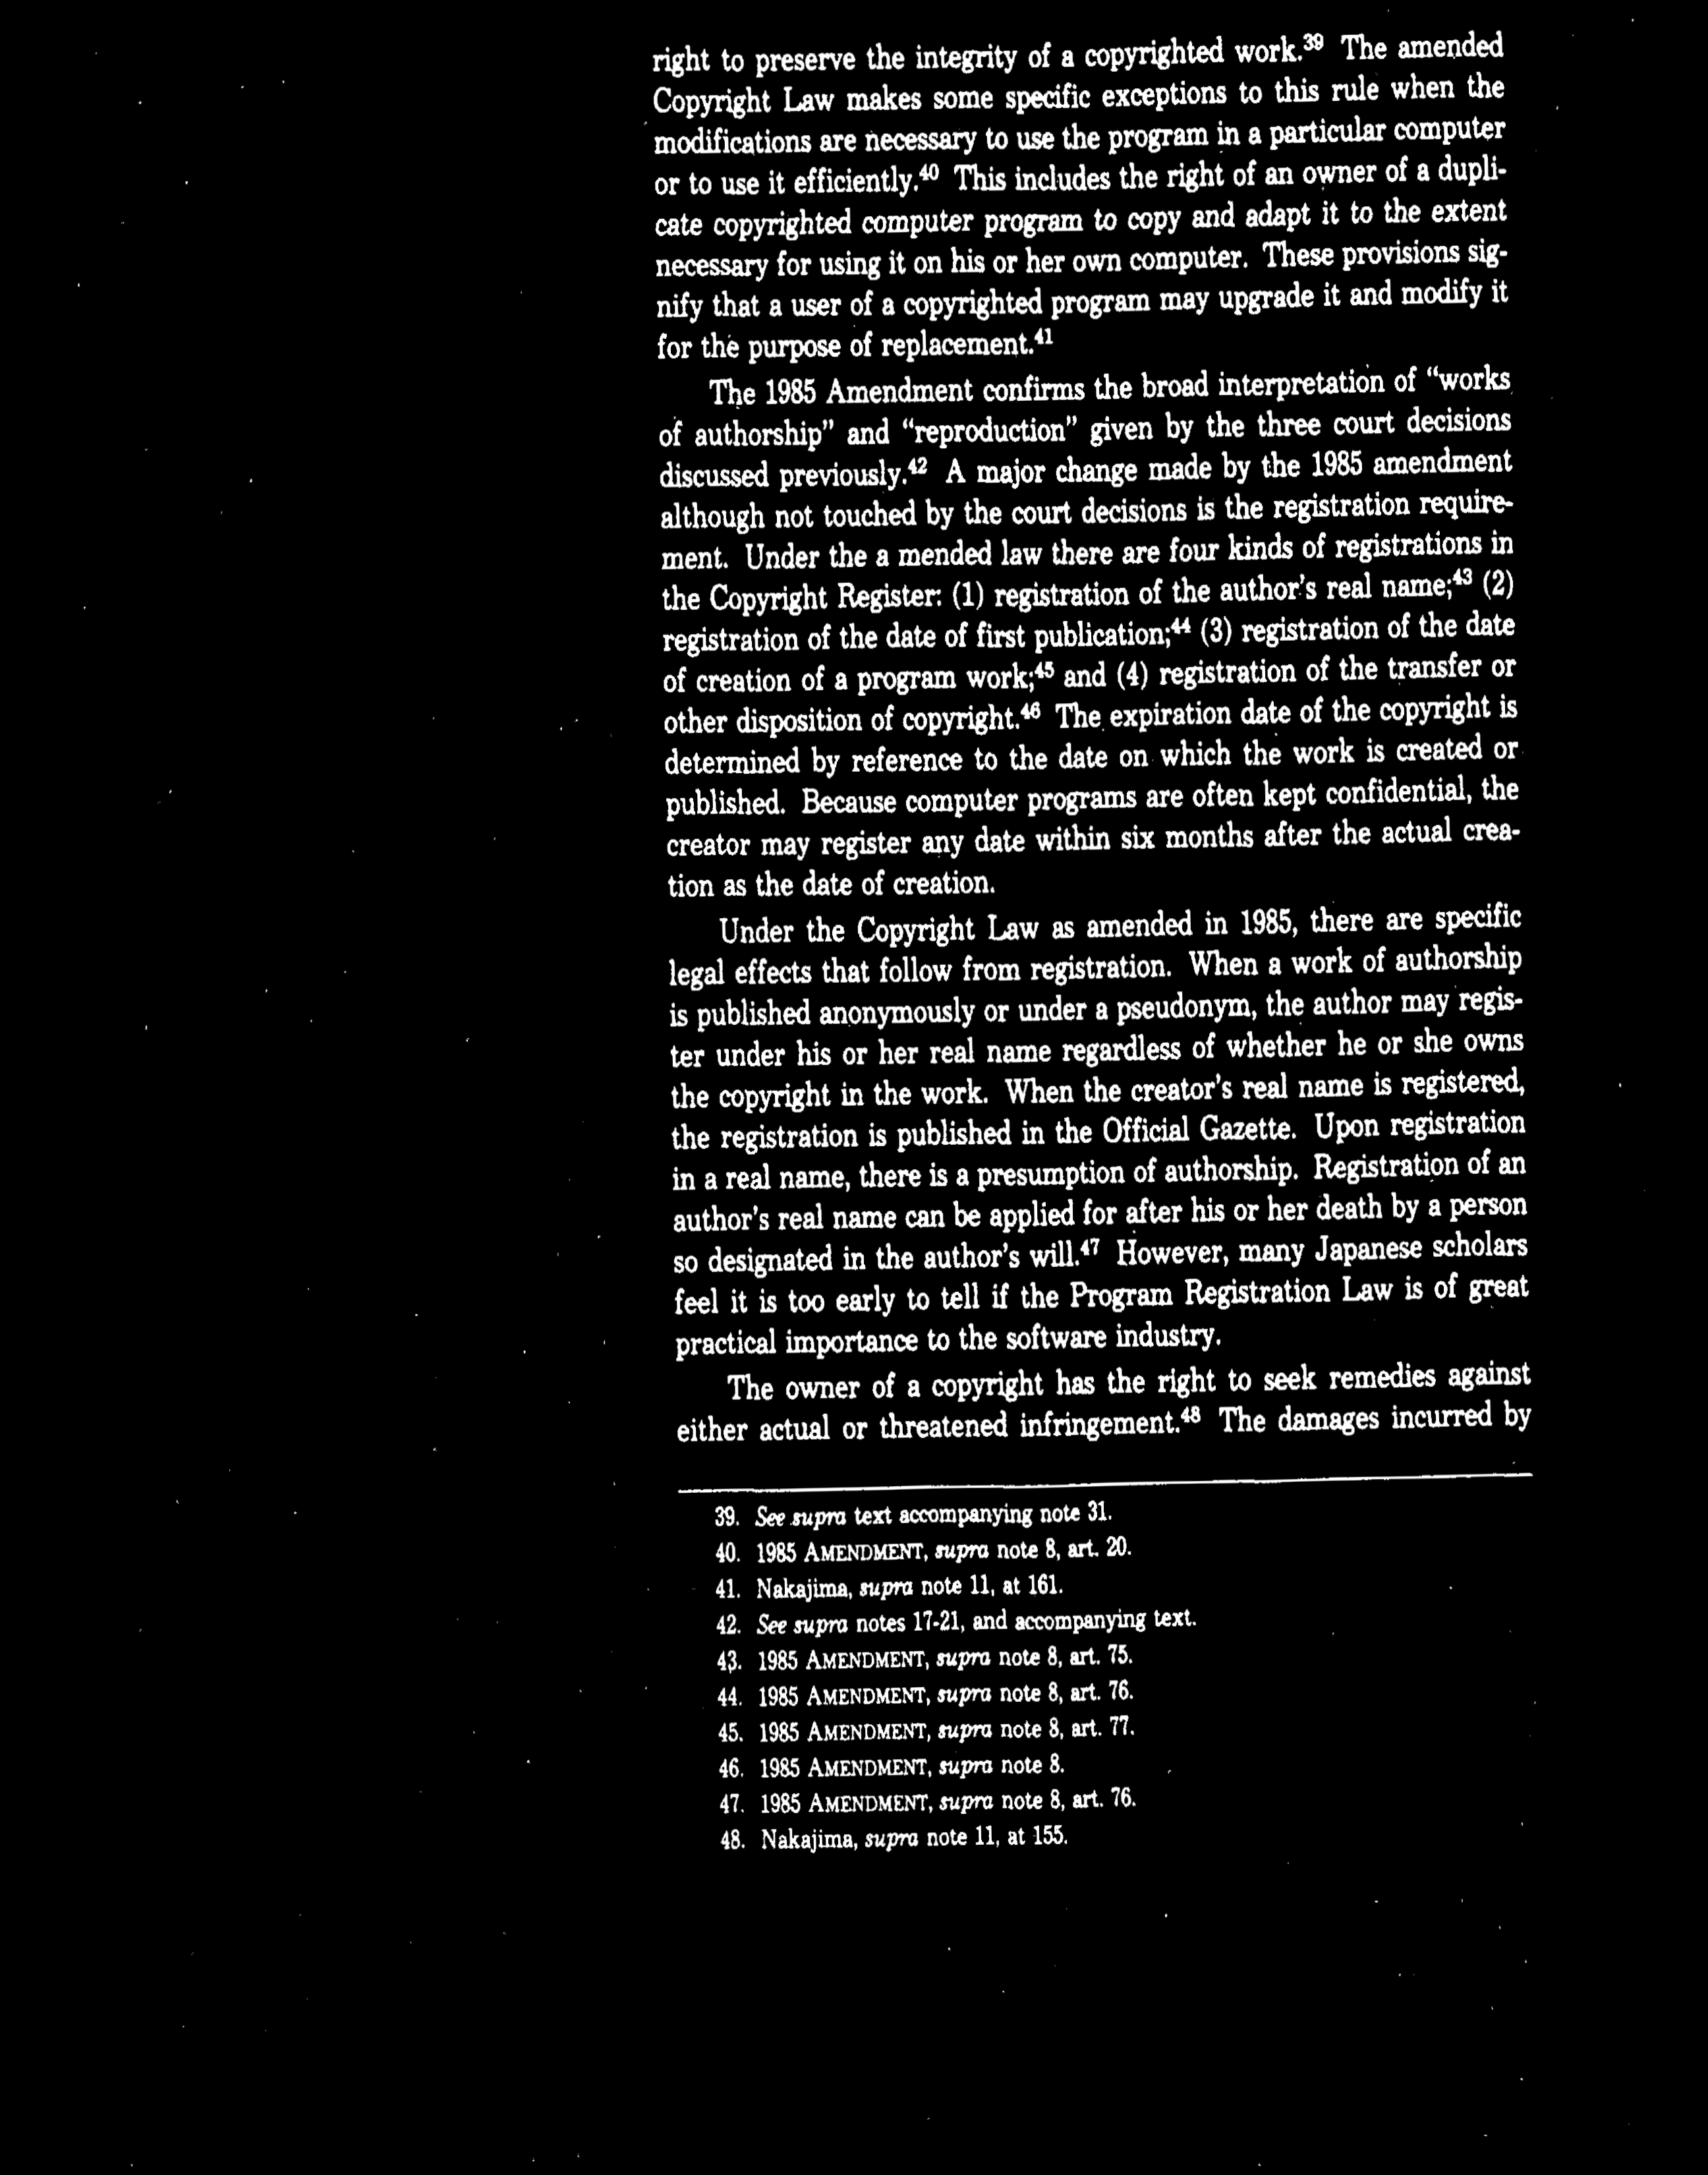 right to preserve the integrity of a copyrighted work.39 The amended
Copyright Law makes some specific exceptions to this rule when the
modifications are necessary to use the program in a particular computer
or to use it efficiently.40 This includes the right of an owner of a dupli-
cate copyrighted computer program to copy and adapt it to the extent
necessary for using it on his or her own computer. These provisions sig-
nify that a user of a copyrighted program may upgrade it and modify it
for the purpose of replacement.41
The 1985 Amendment confirms the broad interpretation of “works
of authorship” and “reproduction” given by the three court decisions
discussed previously.42 A major change made by the 1985 amendment
although not touched by the court decisions is the registration require-
ment. Under the a mended law there are four kinds of registrations in
the Copyright Register: (1) registration of the author's real name;43 (2)
registration of the date of first publication;44 (3) registration of the date
of creation of a program work;45 and (4) registration of the transfer or
other disposition of copyright.46 The expiration date of the copyright is
determined by reference to the date on which the work is created or
published. Because computer programs are often kept confidential, the
creator may register any date within six months after the actual crea-
tion as the date of creation.
Under the Copyright Law as amended in 1985, there are specific
legal effects that follow from registration. When a work of authorship
is published anonymously or under a pseudonym, the author may regis-
ter under his or her real name regardless of whether he or she owns
the copyright in the work. When the creator's real name is registered,
the registration is published in the Official Gazette. Upon registration
in a real name, there is a presumption of authorship. Registration of an
author's real name can be applied for after his or her death by a person
so designated in the author's will.47 However, many Japanese scholars
feel it is too early to tell if the Program Registration Law is of great
practical importance to the software industry.
The owner of a copyright has the right to seek remedies against
either actual or threatened infringement.48 The damages incurred by
39. See supra text accompanying note 31.
40. 1985 AMENDMENT, supra note 8, art. 20.
41. Nakajima, supra note 11, at 161.
42. See supra notes 17-21, and accompanying text.
43. 1985 AMENDMENT, supra note 8, art. 75.
44. 1985 AMENDMENT, supra note 8, art. 76.
45. 1985 AMENDMENT, supra note 8, art. 77.
46. 1985 AMENDMENT, supra note 8.
47. 1985 AMENDMENT, supra note 8, art. 76.
48. Nakajima, supra note 11, at 155.